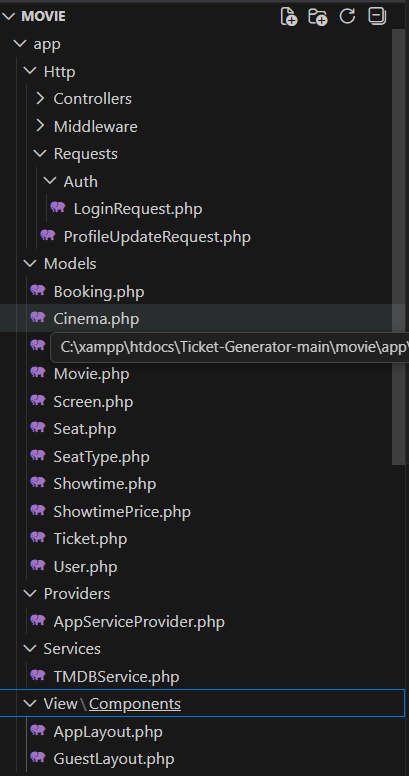 MOVIE
app
Http
Controllers
Middleware
Requests
Auth
LoginRequest.php
ProfileUpdateRequest.php
Models
Booking.php
Cinema.php
C:\xampp\htdocs\Ticket-Generator-main\movie\app\
Movie.php
Screen.php
Seat.php
SeatType.php
Showtime.php
ShowtimePrice.php
Ticket.php
User.php
Providers
AppServiceProvider.php
Services
TMDBService.php
View\Components
AppLayout.php
GuestLayout.php